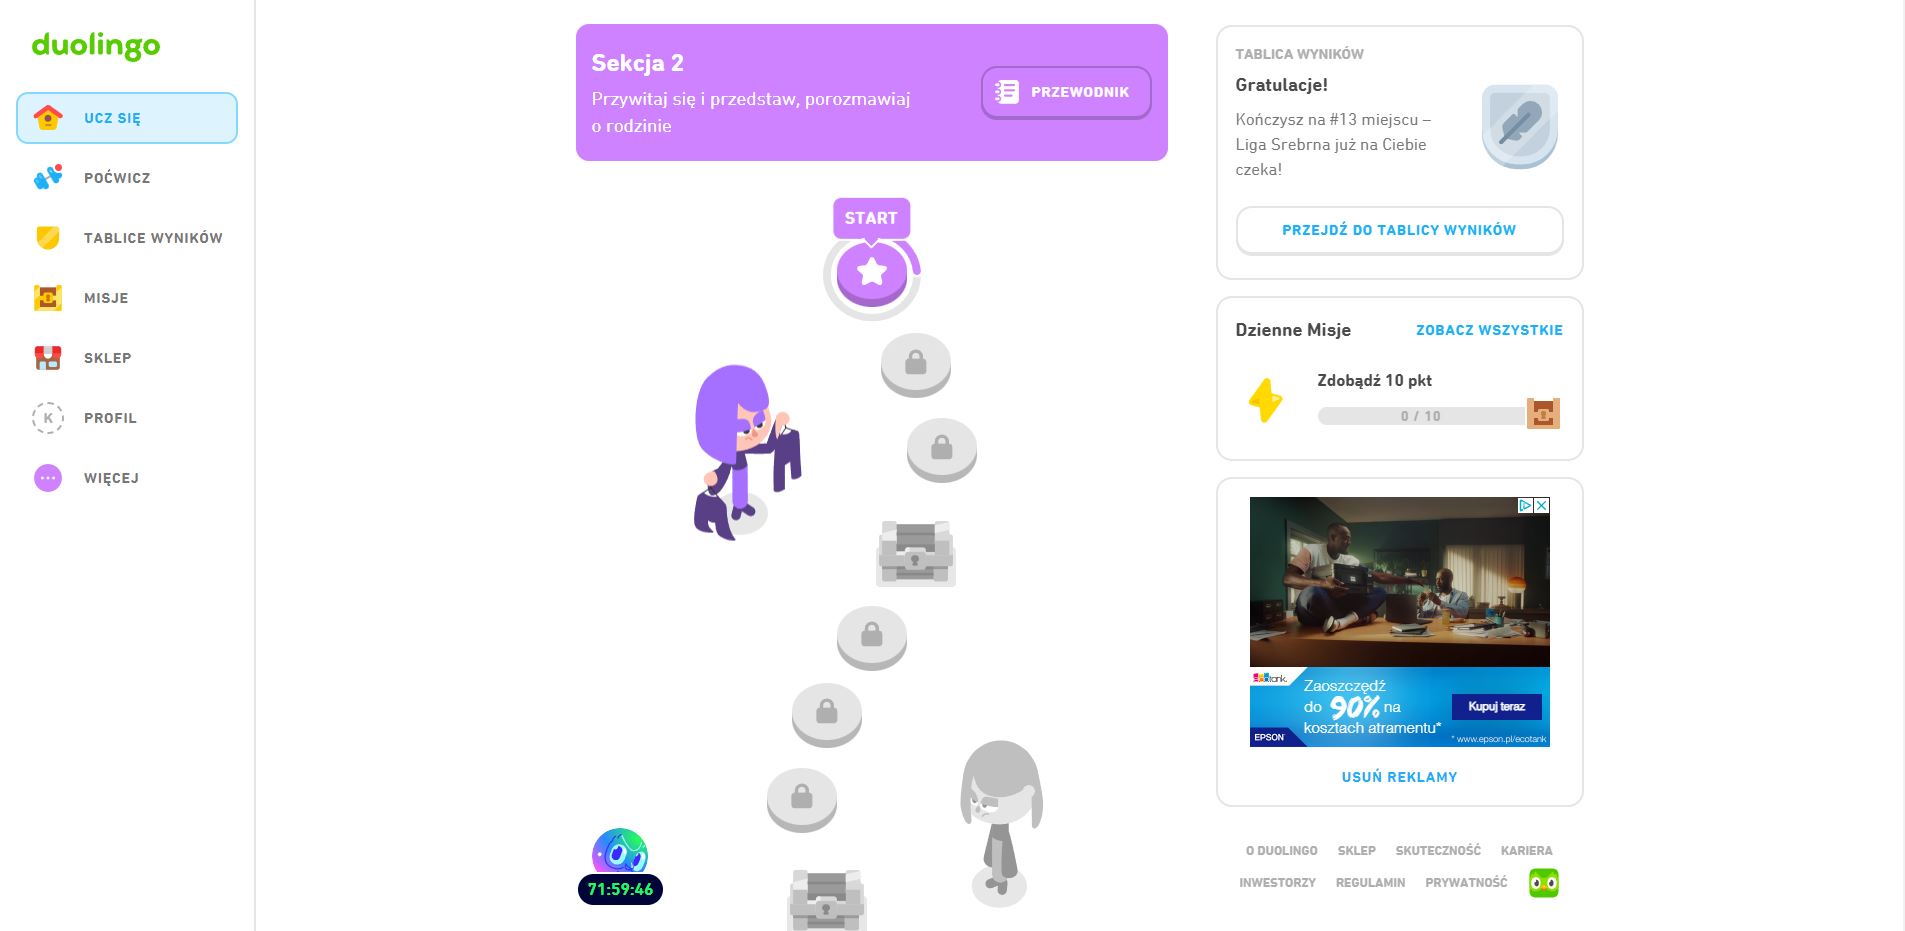 duolingo
UCZ SIĘ
POĆWICZ
TABLICE WYNIKÓW
MISJE
SKLEP
K
PROFIL
WIĘCEJ
Sekcja 2
Przywitaj się i przedstaw, porozmawiaj
o rodzinie
PRZEWODNIK
START
71:59:46
TABLICA WYNIKÓW
Gratulacje!
Kończysz na #13 miejscu –
Liga Srebrna już na Ciebie
czeka!
PRZEJDŹ DO TABLICY WYNIKÓW
Dzienne Misje
ZOBACZ WSZYSTKIE
Zdobądź 10 pkt
0 / 10
Zaoszczędź
do 90% na
kosztach atramentu*
Kupuj teraz
EPSON
* www.epson.pl/ecotank
USUŃ REKLAMY
O DUOLINGO SKLEP SKUTECZNOŚĆ KARIERA
INWESTORZY REGULAMIN PRYWATNOŚĆ